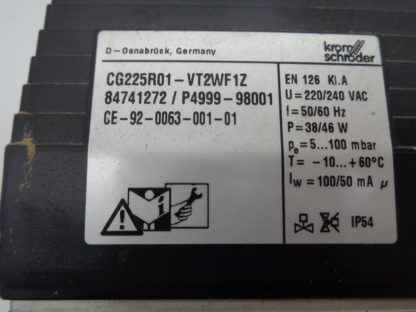 krom
schröder
D-Osnabrück, Germany
CG225R01-VT2WF1Z
84741272 / P4999-98001
CE-92-0063-001-01
EN 126 Kl.A
U = 220/240 VAC
f = 50/60 Hz
P = 38/46 W
pe = 5...100 mbar
T = -10...+60°C
Iw = 100/50 mA µ
IP54